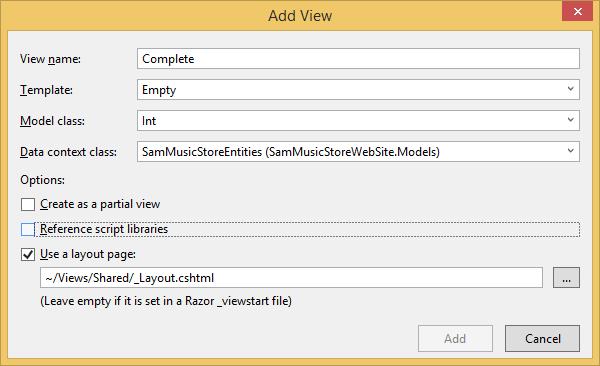 Add View
View name: Complete
Template: Empty
Model class: Int
Data context class: SamMusicStoreEntities (SamMusicStoreWebSite.Models)
Options:
Create as a partial view
Reference script libraries
Use a layout page:
~/Views/Shared/_Layout.cshtml ...
(Leave empty if it is set in a Razor _viewstart file)
Add Cancel